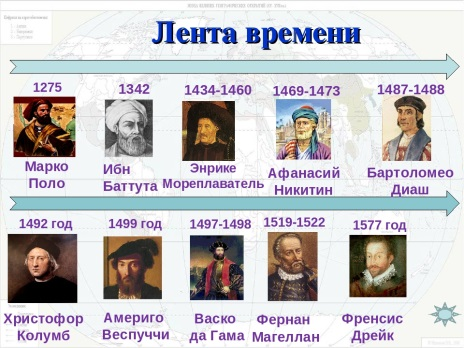 Лента времени
1275
1342
1434-1460
1469-1473
1487-1488
Марко
Поло
Ибн
Баттута
Энрике
Мореплаватель
Афанасий
Никитин
Бартоломео
Диаш
1492 год
1499 год
1497-1498
1519-1522
1577 год
Христофор
Колумб
Америго
Веспуччи
Васко
да Гама
Фернан
Магеллан
Френсис
Дрейк